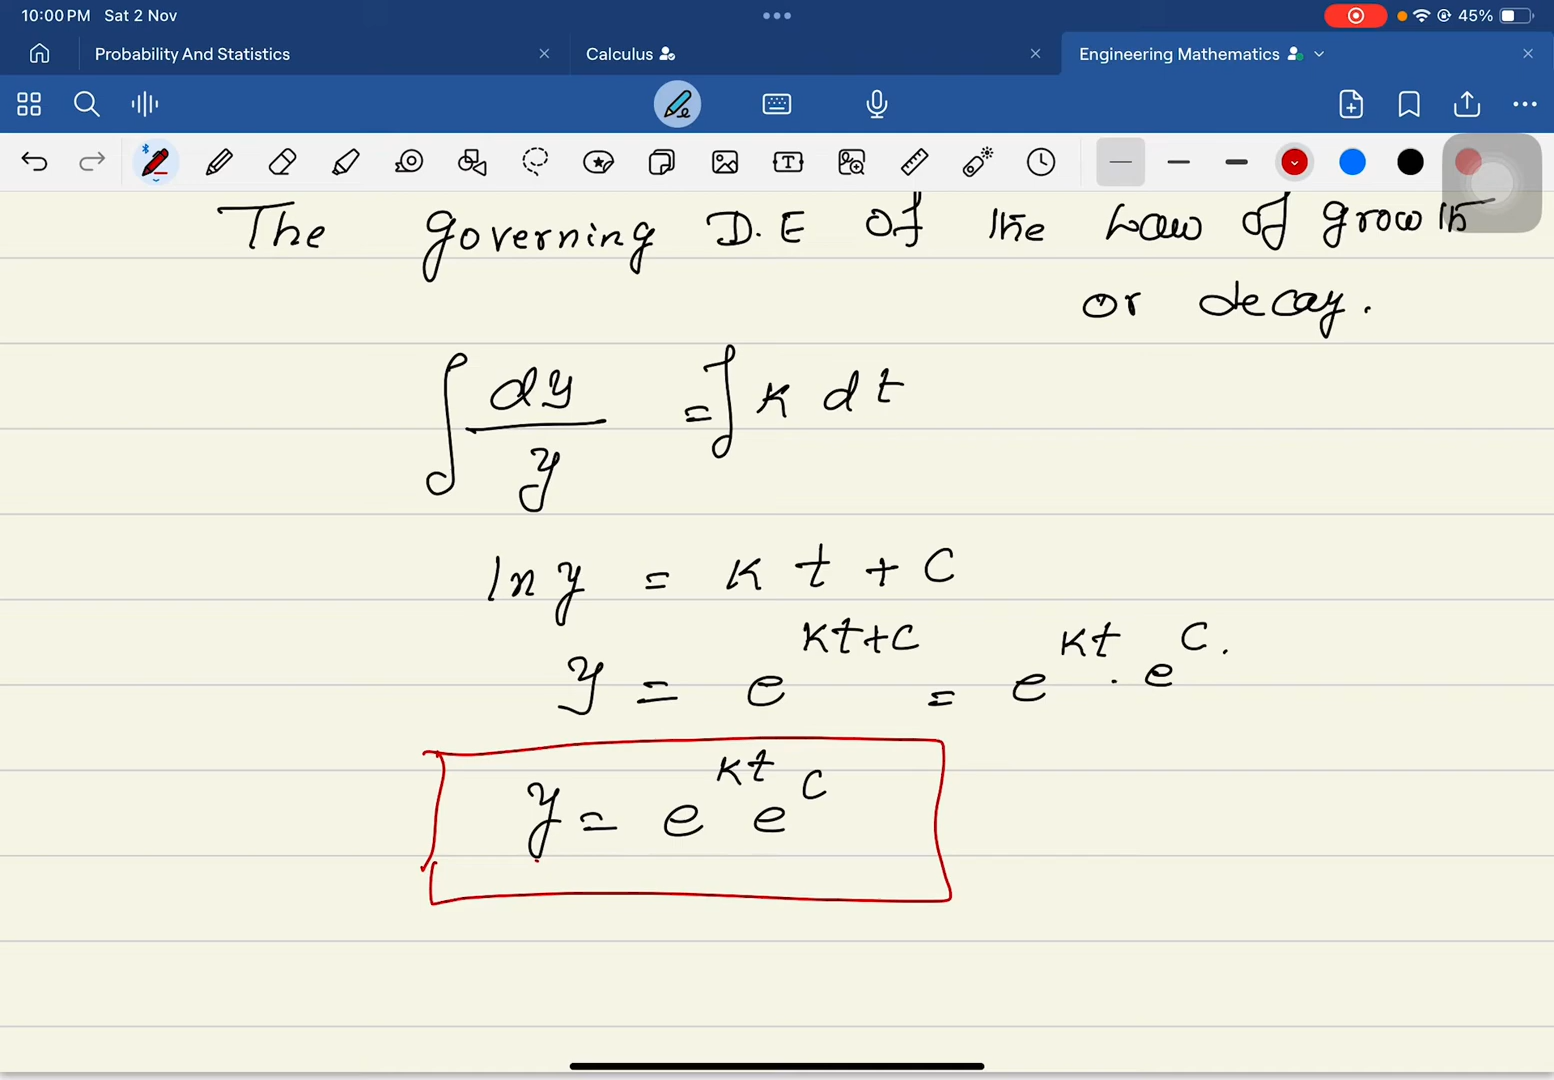 10:00 PM Sat 2 Nov
45%
Probability And Statistics
Calculus
Engineering Mathematics
The governing D.E of the Law of growth
or decay.
∫ dy/y = ∫ k dt
ln y = k t + C
y = e^{kt+C} = e^{kt} · e^{C}.
y = e^{kt} e^{C}